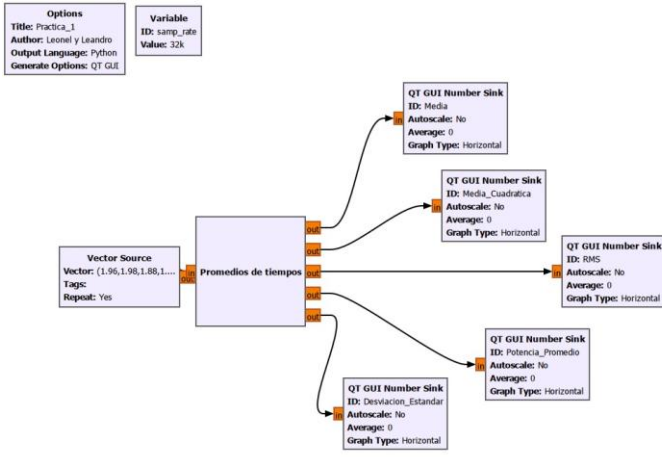 Options
Title: Practica_1
Author: Leonel y Leandro
Output Language: Python
Generate Options: QT GUI
Variable
ID: samp_rate
Value: 32k
QT GUI Number Sink
ID: Media
Autoscale: No
Average: 0
Graph Type: Horizontal
in
QT GUI Number Sink
ID: Media_Cuadratica
Autoscale: No
Average: 0
Graph Type: Horizontal
in
Vector Source
Vector: (1.96,1.98,1.88,1....
Tags:
Repeat: Yes
out
in
Promedios de tiempos
out
out
out
out
out
QT GUI Number Sink
ID: RMS
Autoscale: No
Average: 0
Graph Type: Horizontal
in
QT GUI Number Sink
ID: Potencia_Promedio
Autoscale: No
Average: 0
Graph Type: Horizontal
in
QT GUI Number Sink
ID: Desviacion_Estandar
Autoscale: No
Average: 0
Graph Type: Horizontal
in